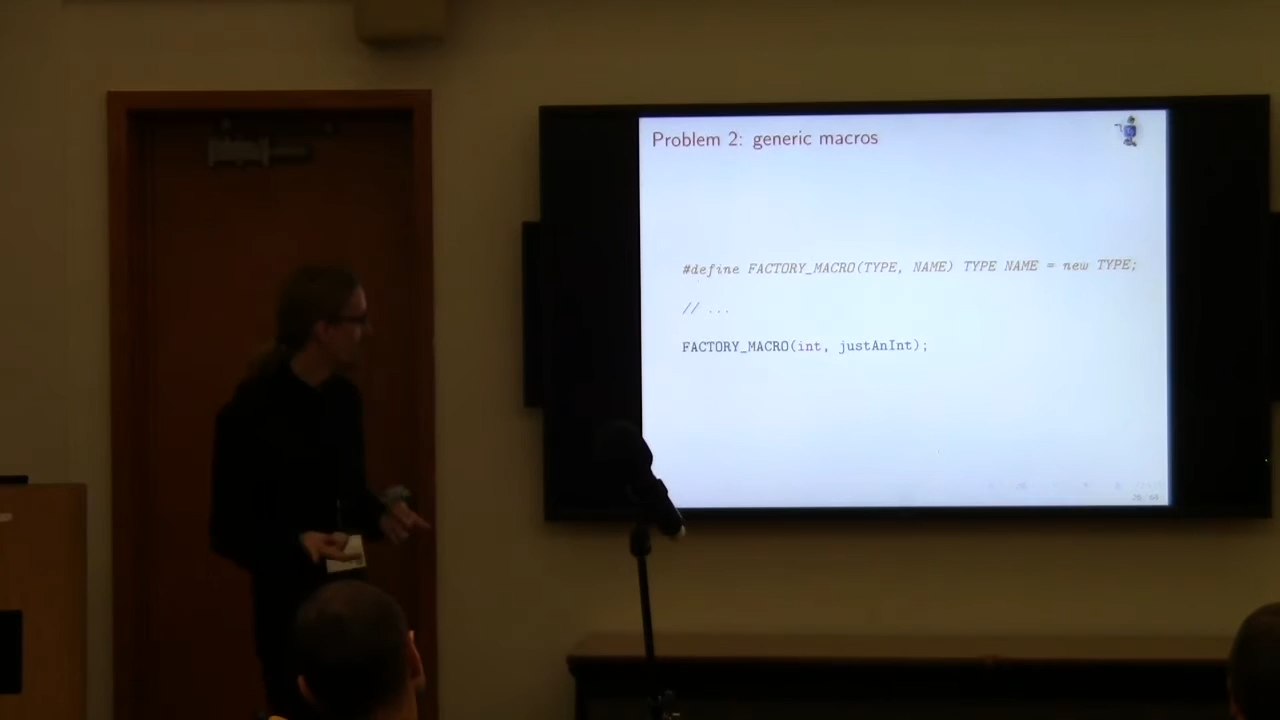 Problem 2: generic macros
#define FACTORY_MACRO(TYPE, NAME) TYPE NAME = new TYPE;
// ...
FACTORY_MACRO(int, justAnInt);